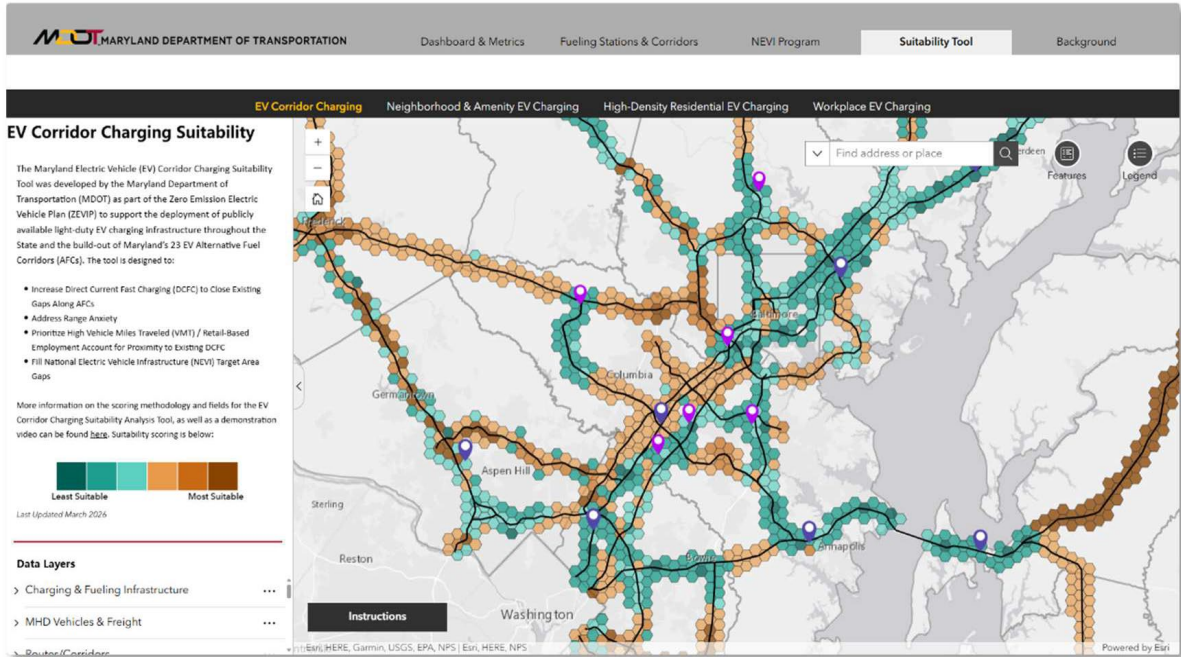 MDOT MARYLAND DEPARTMENT OF TRANSPORTATION
Dashboard & Metrics
Fueling Stations & Corridors
NEVI Program
Suitability Tool
Background
EV Corridor Charging
Neighborhood & Amenity EV Charging
High-Density Residential EV Charging
Workplace EV Charging
EV Corridor Charging Suitability
The Maryland Electric Vehicle (EV) Corridor Charging Suitability
Tool was developed by the Maryland Department of
Transportation (MDOT) as part of the Zero Emission Electric
Vehicle Plan (ZEVIP) to support the deployment of publicly
available light-duty EV charging infrastructure throughout the
State and the build-out of Maryland's 23 EV Alternative Fuel
Corridors (AFCs). The tool is designed to:
• Increase Direct Current Fast Charging (DCFC) to Close Existing
Gaps Along AFCs
• Address Range Anxiety
• Prioritize High Vehicle Miles Traveled (VMT) / Retail-Based
Employment Account for Proximity to Existing DCFC
• Fill National Electric Vehicle Infrastructure (NEVI) Target Area
Gaps
More information on the scoring methodology and fields for the EV
Corridor Charging Suitability Analysis Tool, as well as a demonstration
video can be found here. Suitability scoring is below:
Least Suitable
Most Suitable
Last Updated March 2026
Data Layers
Charging & Fueling Infrastructure
MHD Vehicles & Freight
Routes/Corridors
Find address or place
erdeen
Features
Legend
Frederick
Baltimore
Columbia
Germantown
Aspen Hill
Sterling
Reston
Annapolis
Bowie
Washington
Instructions
Esri, HERE, Garmin, USGS, EPA, NPS | Esri, HERE, NPS
Powered by Esri